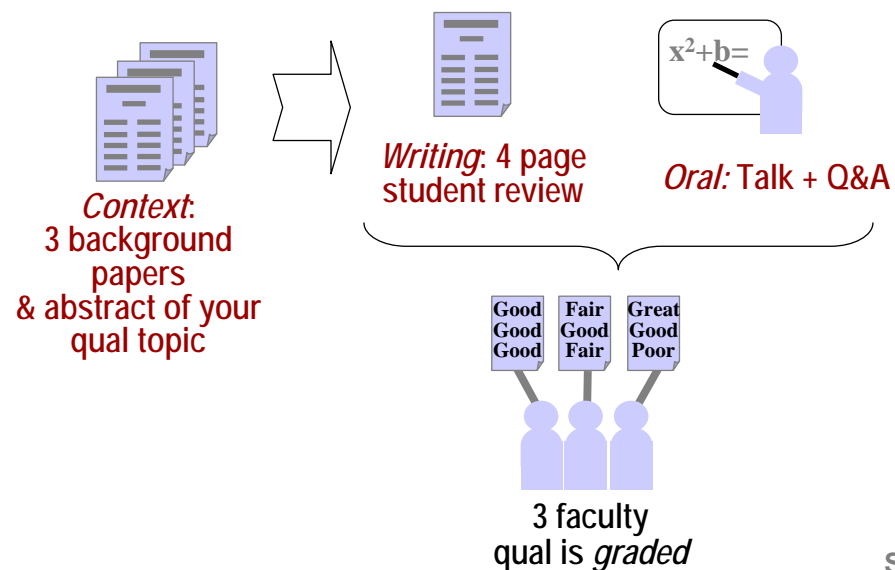 Context:
3 background
papers
& abstract of your
qual topic
Writing: 4 page
student review
x²+b=
Oral: Talk + Q&A
Good
Good
Good
Fair
Good
Fair
Great
Good
Poor
3 faculty
qual is graded
S